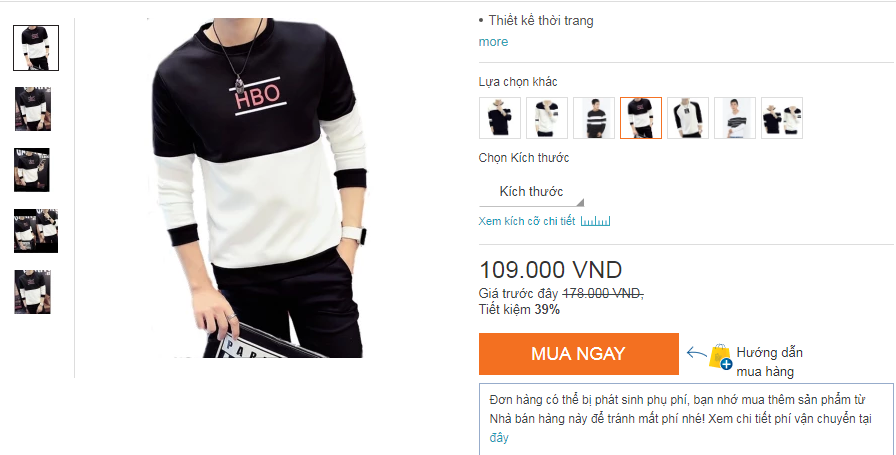 Thiết kế thời trang
more
HBO
Lựa chọn khác
Chọn Kích thước
Kích thước
Xem kích cỡ chi tiết
109.000 VND
Giá trước đây 178.000 VND,
Tiết kiệm 39%
MUA NGAY
Hướng dẫn
mua hàng
Đơn hàng có thể bị phát sinh phụ phí, bạn nhớ mua thêm sản phẩm từ
Nhà bán hàng này để tránh mất phí nhé! Xem chi tiết phí vận chuyển tại
đây